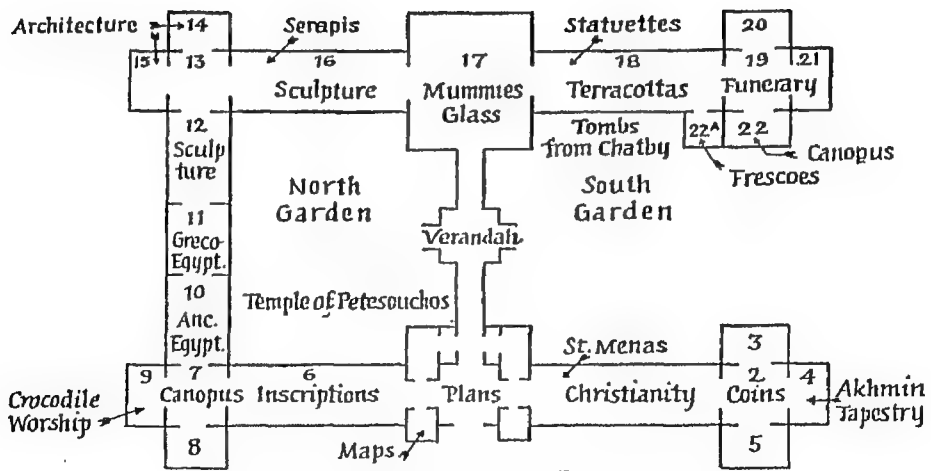 Architecture
14
Serapis
Statuettes
20
15
13
16
17
18
19
21
Sculpture
Mummies
Glass
Terracottas
Funerary
12
Sculp
ture
Tombs
from Chatby
22A
22
Canopus
Frescoes
North
Garden
South
Garden
11
Greco-
Egypt.
Verandah
10
Anc.
Egypt.
Temple of Petesouchos
St. Menas
3
9
7
6
2
4
Crocodile
Worship
Canopus
Inscriptions
Plans
Christianity
Coins
Akhmin
Tapestry
8
Maps
5